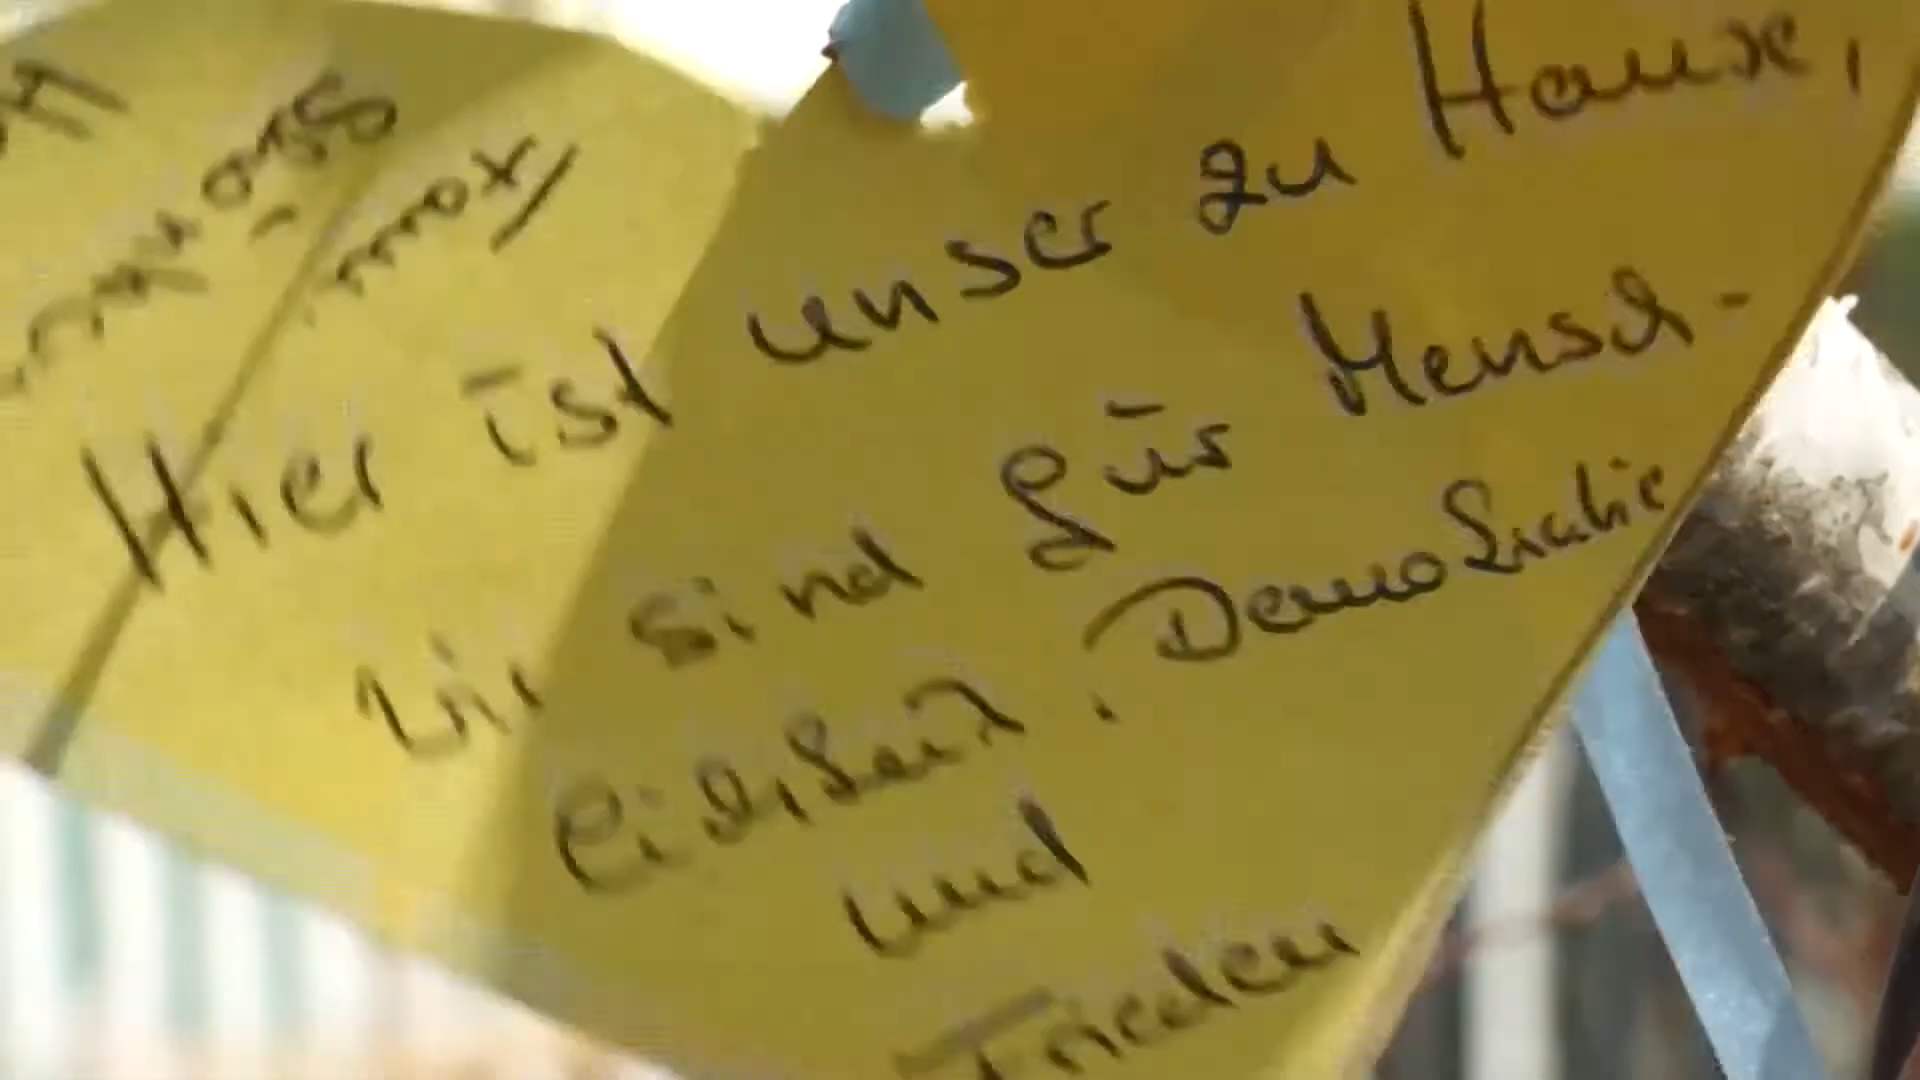 Hier ist unser zu Hause,
wir sind für Mensch-
lichkeit, Demokratie
und
Frieden